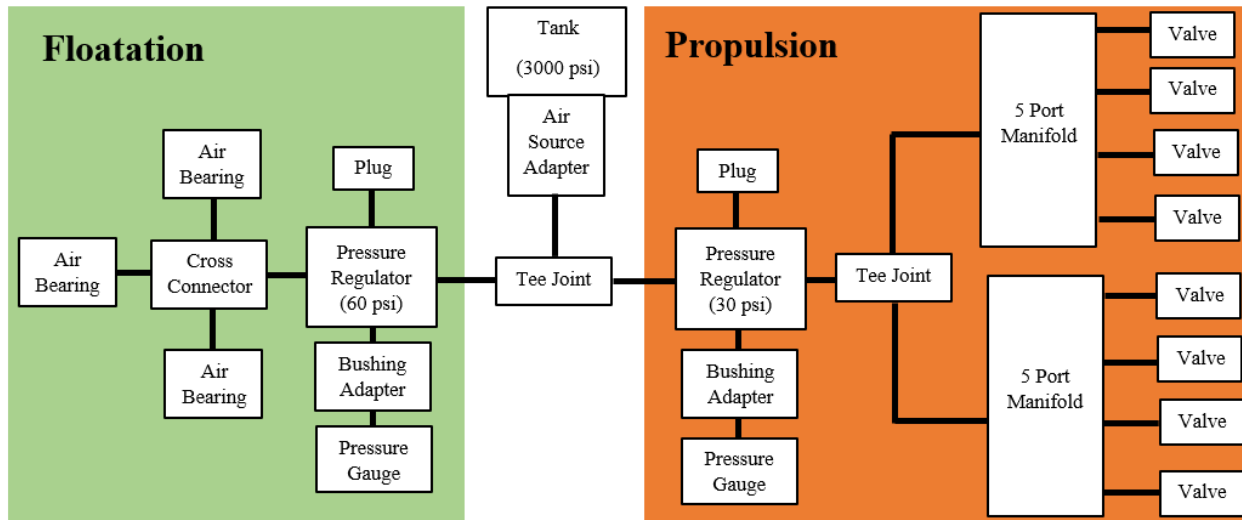 Floatation
Air
Bearing
Air
Bearing
Cross
Connector
Air
Bearing
Plug
Pressure
Regulator
(60 psi)
Bushing
Adapter
Pressure
Gauge
Tank
(3000 psi)
Air
Source
Adapter
Tee Joint
Propulsion
Plug
Pressure
Regulator
(30 psi)
Bushing
Adapter
Pressure
Gauge
Tee Joint
5 Port
Manifold
Valve
Valve
Valve
Valve
5 Port
Manifold
Valve
Valve
Valve
Valve